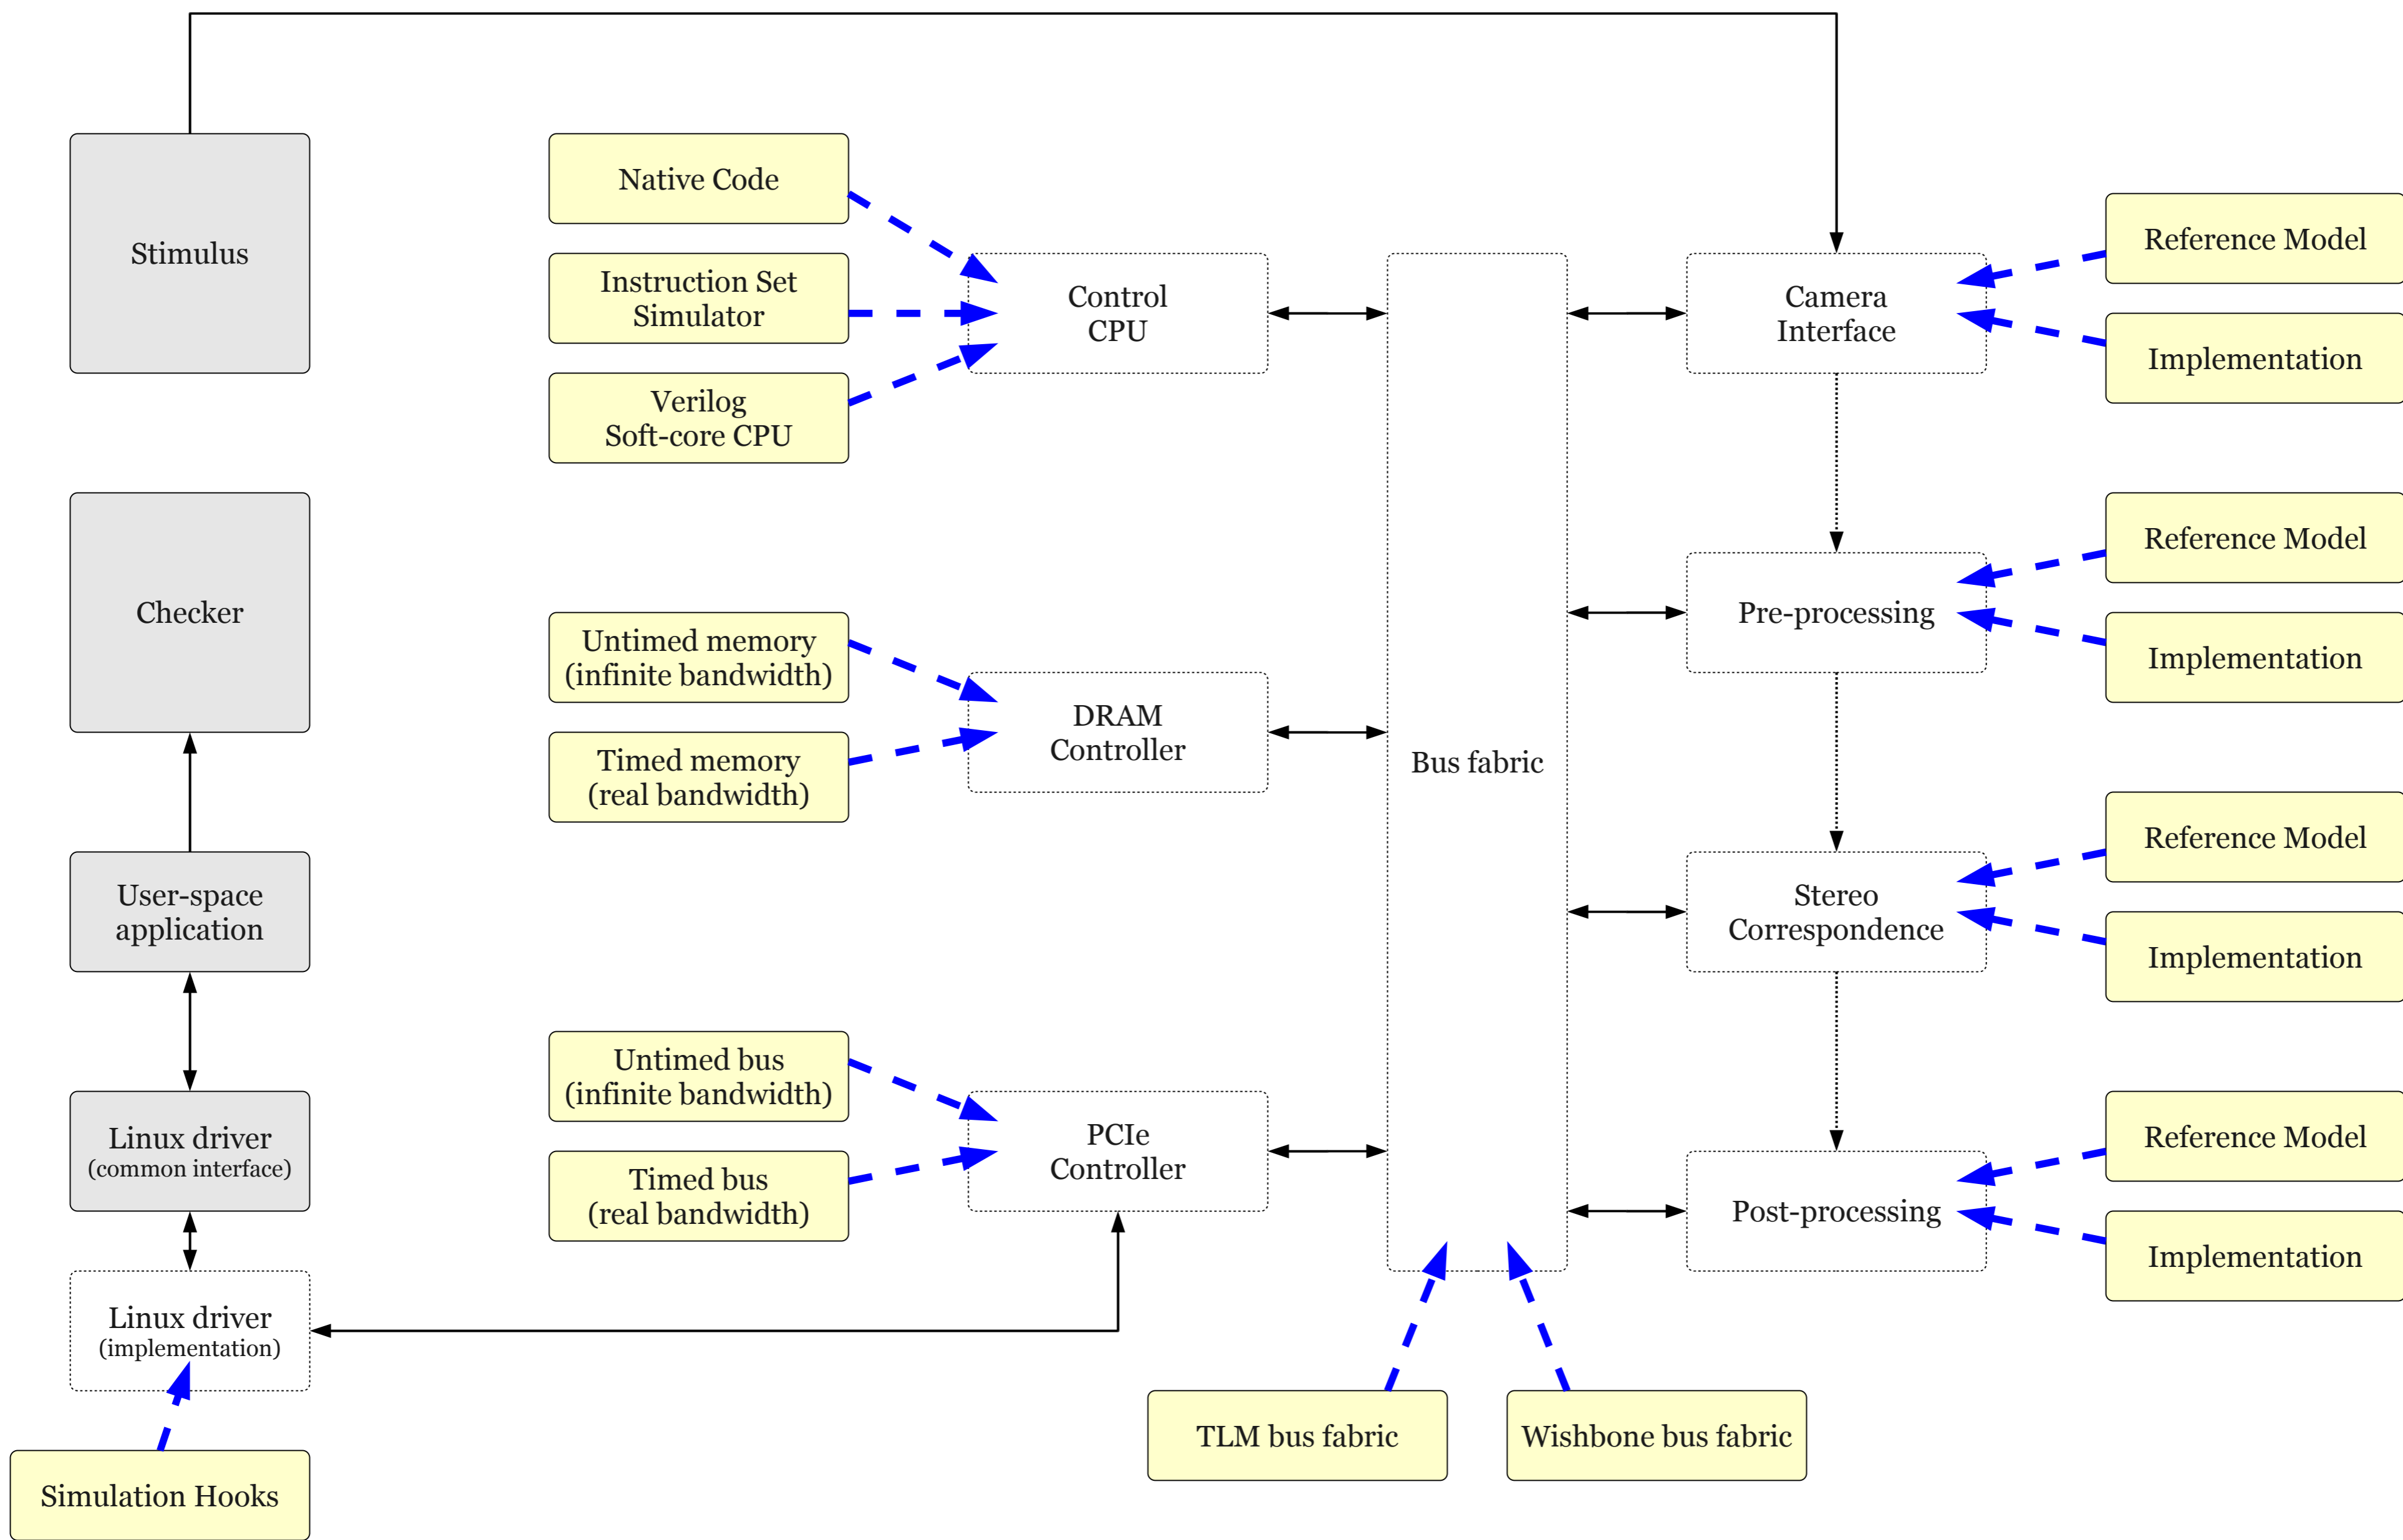 Stimulus
Checker
User-space
application
Linux driver
(common interface)
Linux driver
(implementation)
Simulation Hooks
Native Code
Instruction Set
Simulator
Verilog
Soft-core CPU
Untimed memory
(infinite bandwidth)
Timed memory
(real bandwidth)
Untimed bus
(infinite bandwidth)
Timed bus
(real bandwidth)
Control
CPU
DRAM
Controller
PCIe
Controller
Bus fabric
TLM bus fabric
Wishbone bus fabric
Camera
Interface
Pre-processing
Stereo
Correspondence
Post-processing
Reference Model
Implementation
Reference Model
Implementation
Reference Model
Implementation
Reference Model
Implementation